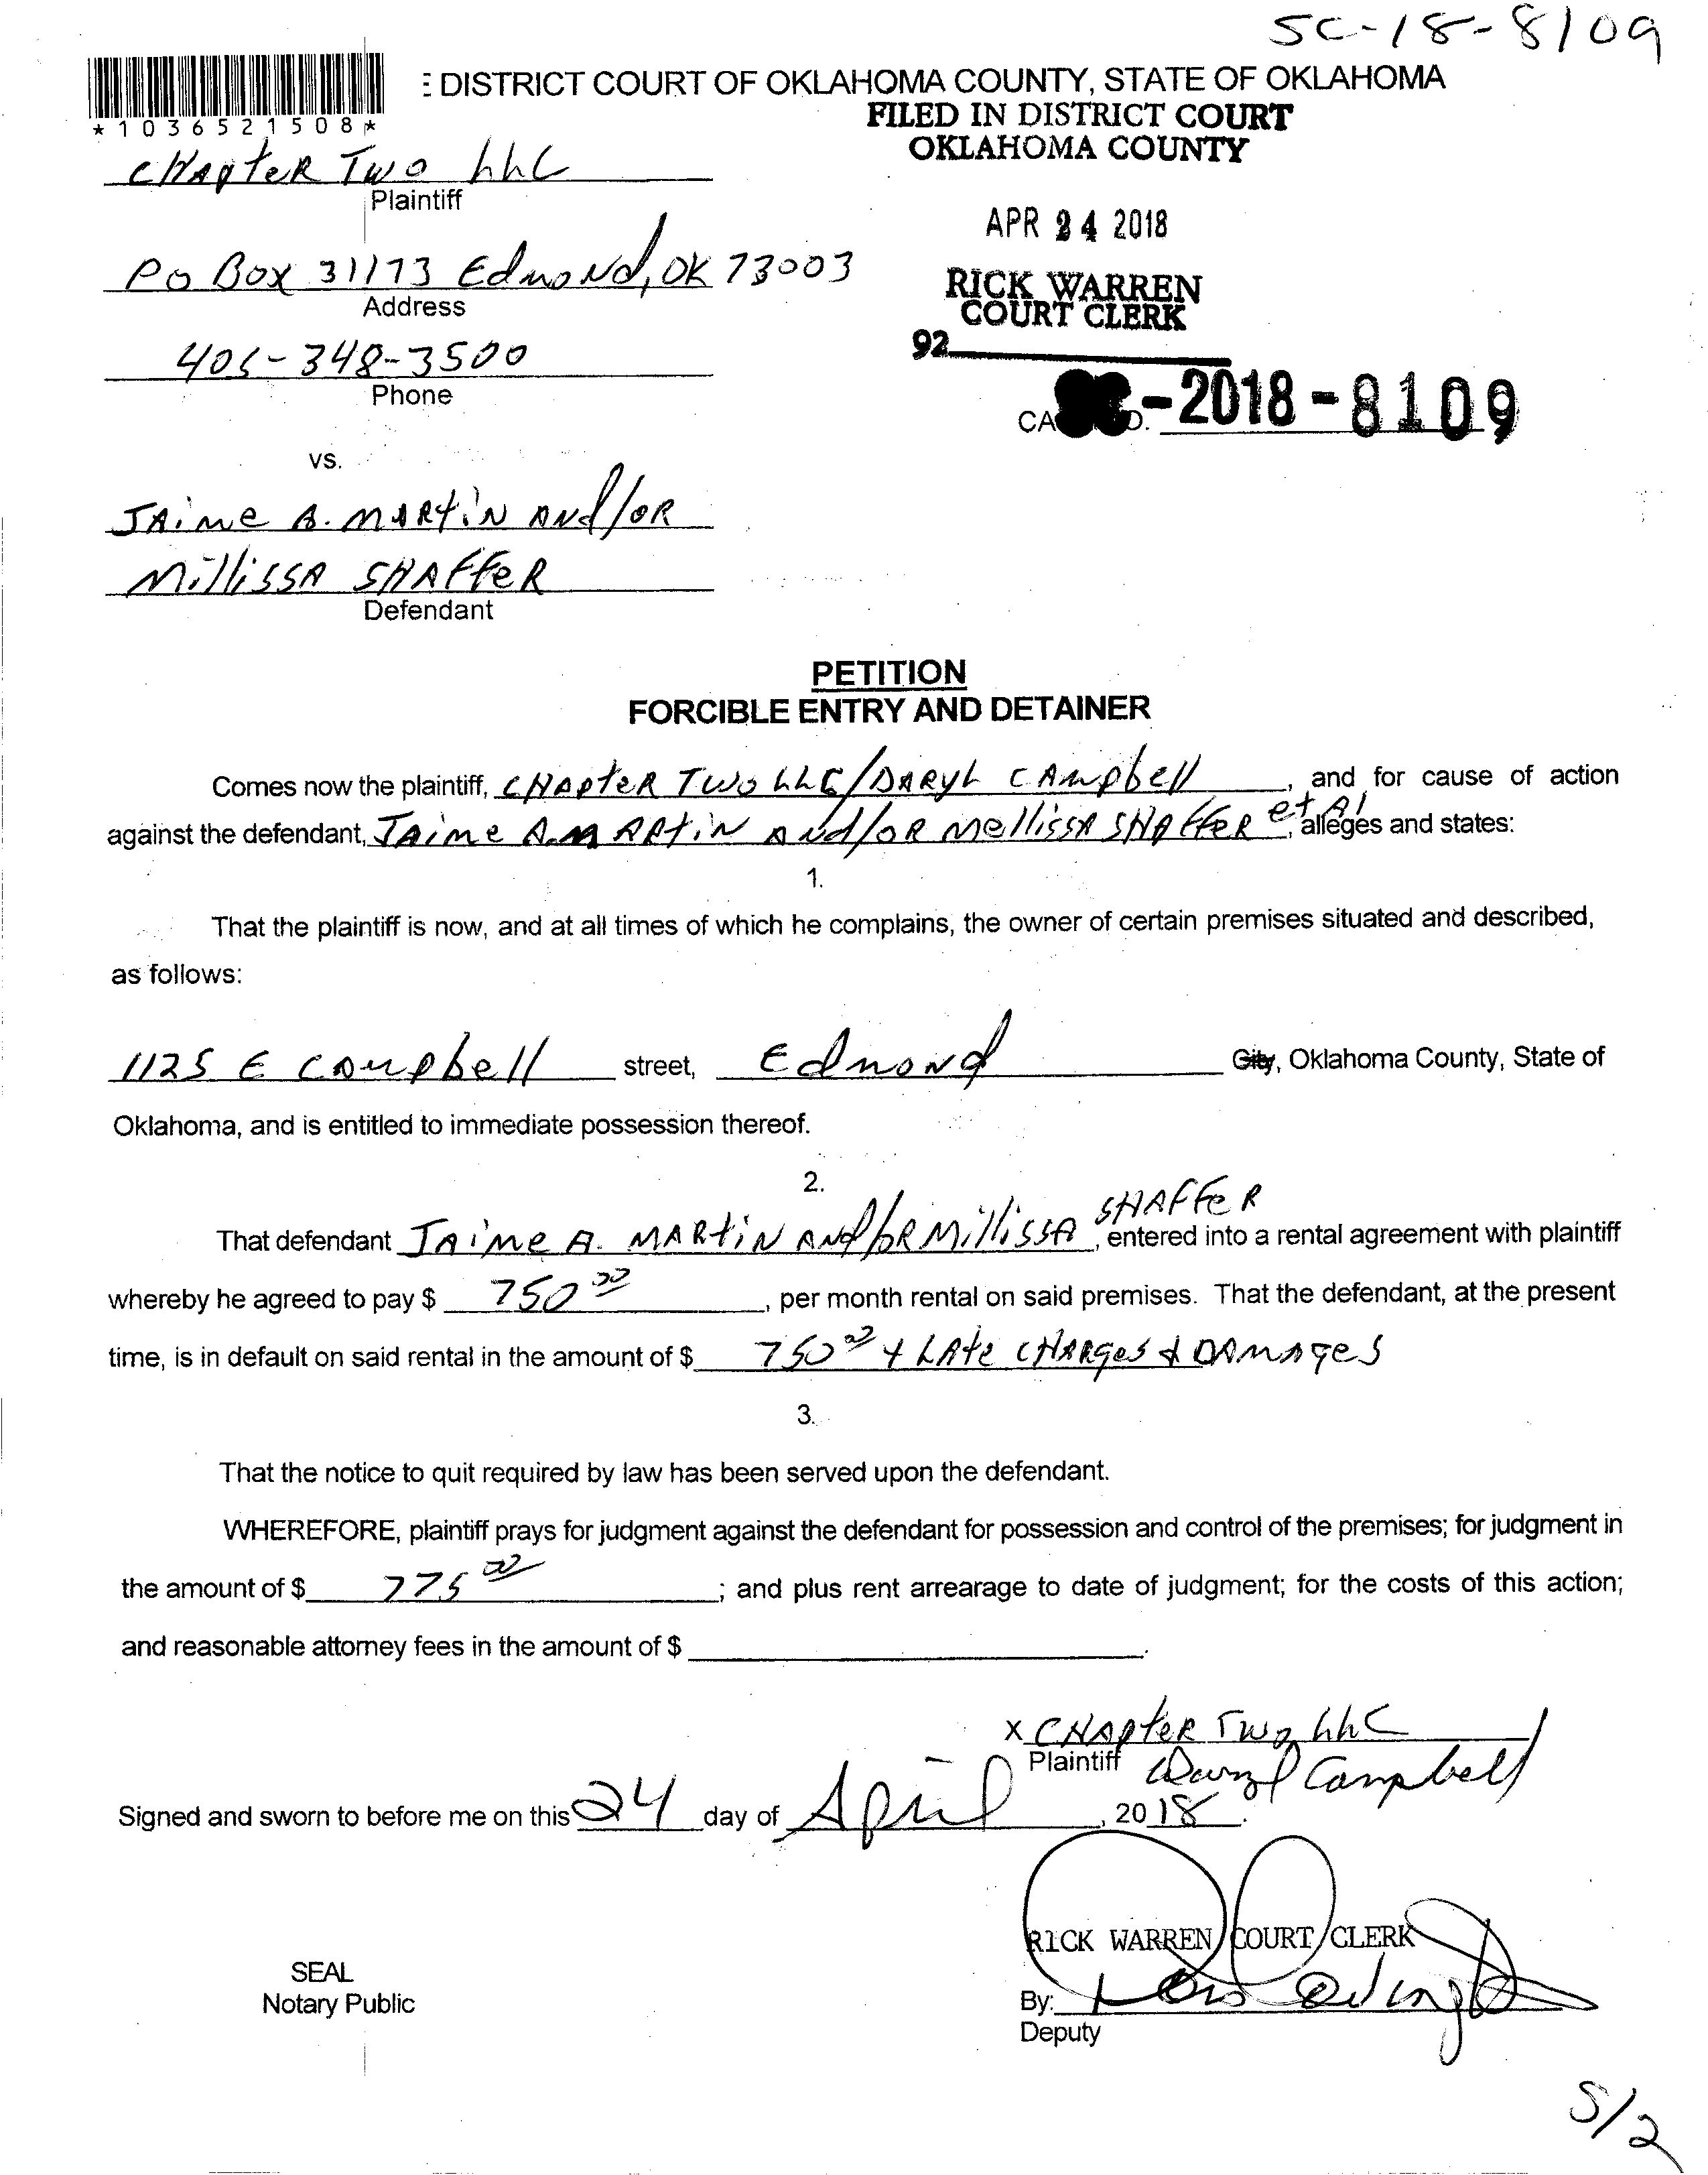 SC-18-8109
E DISTRICT COURT OF OKLAHOMA COUNTY, STATE OF OKLAHOMA
*1036521508*
FILED IN DISTRICT COURT
OKLAHOMA COUNTY
CHAPTER TWO LLC
Plaintiff
APR 24 2018
PO BOX 31173 Edmond, OK 73003
Address
RICK WARREN
COURT CLERK
405-348-3500
Phone
92
CA O. -2018-8109
vs.
JAime A. MARTIN And/OR
Millissa SHAFFER
Defendant
PETITION
FORCIBLE ENTRY AND DETAINER
Comes now the plaintiff, CHAPTER TWO LLC/DARYL CAmpbell, and for cause of action
against the defendant, JAime A. MARTIN And/OR Mellissa SHAFFER et Al, alleges and states:
1.
That the plaintiff is now, and at all times of which he complains, the owner of certain premises situated and described,
as follows:
1125 E Campbell street, Edmond City, Oklahoma County, State of
Oklahoma, and is entitled to immediate possession thereof.
2.
That defendant JAime A. MARTIN And/OR Millissa SHAFFER, entered into a rental agreement with plaintiff
whereby he agreed to pay $ 750.00, per month rental on said premises. That the defendant, at the present
time, is in default on said rental in the amount of $ 750.00 + LAte CHARges & DAMAges
3.
That the notice to quit required by law has been served upon the defendant.
WHEREFORE, plaintiff prays for judgment against the defendant for possession and control of the premises; for judgment in
the amount of $ 775.00; and plus rent arrearage to date of judgment; for the costs of this action;
and reasonable attorney fees in the amount of $ .
x CHAPTER TWO LLC
Plaintiff Daryl Campbell
Signed and sworn to before me on this 24 day of April, 2018.
RICK WARREN COURT CLERK
SEAL
Notary Public
By:
Deputy
5/2